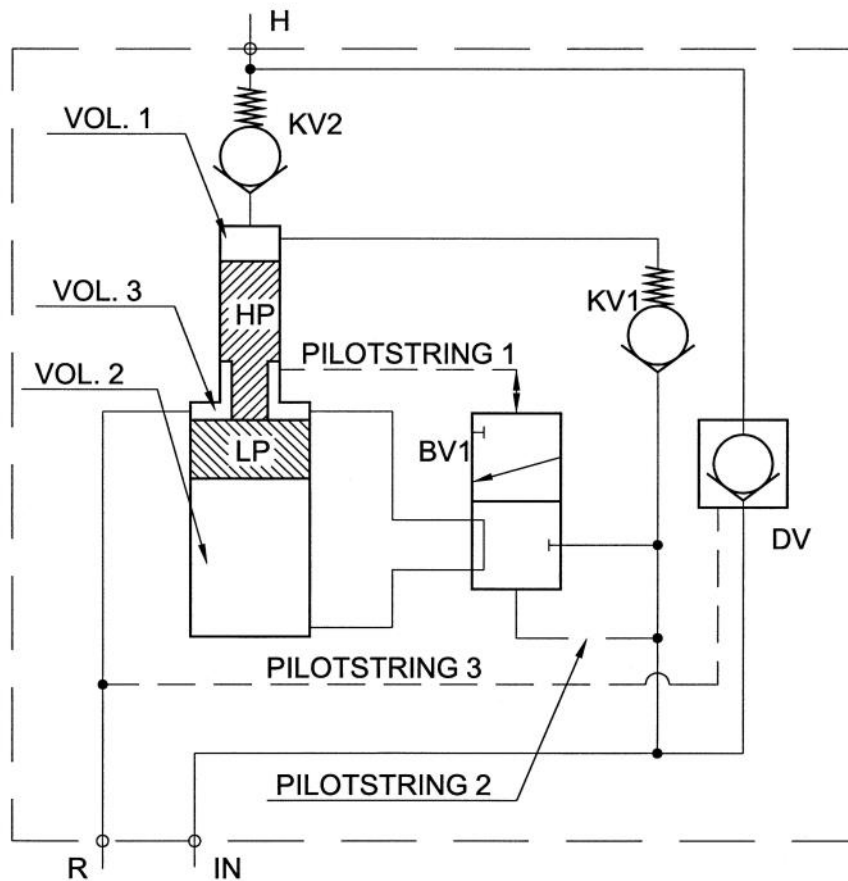 H
VOL. 1
KV2
VOL. 3
HP
KV1
PILOTSTRING 1
VOL. 2
BV1
LP
DV
PILOTSTRING 3
PILOTSTRING 2
R
IN